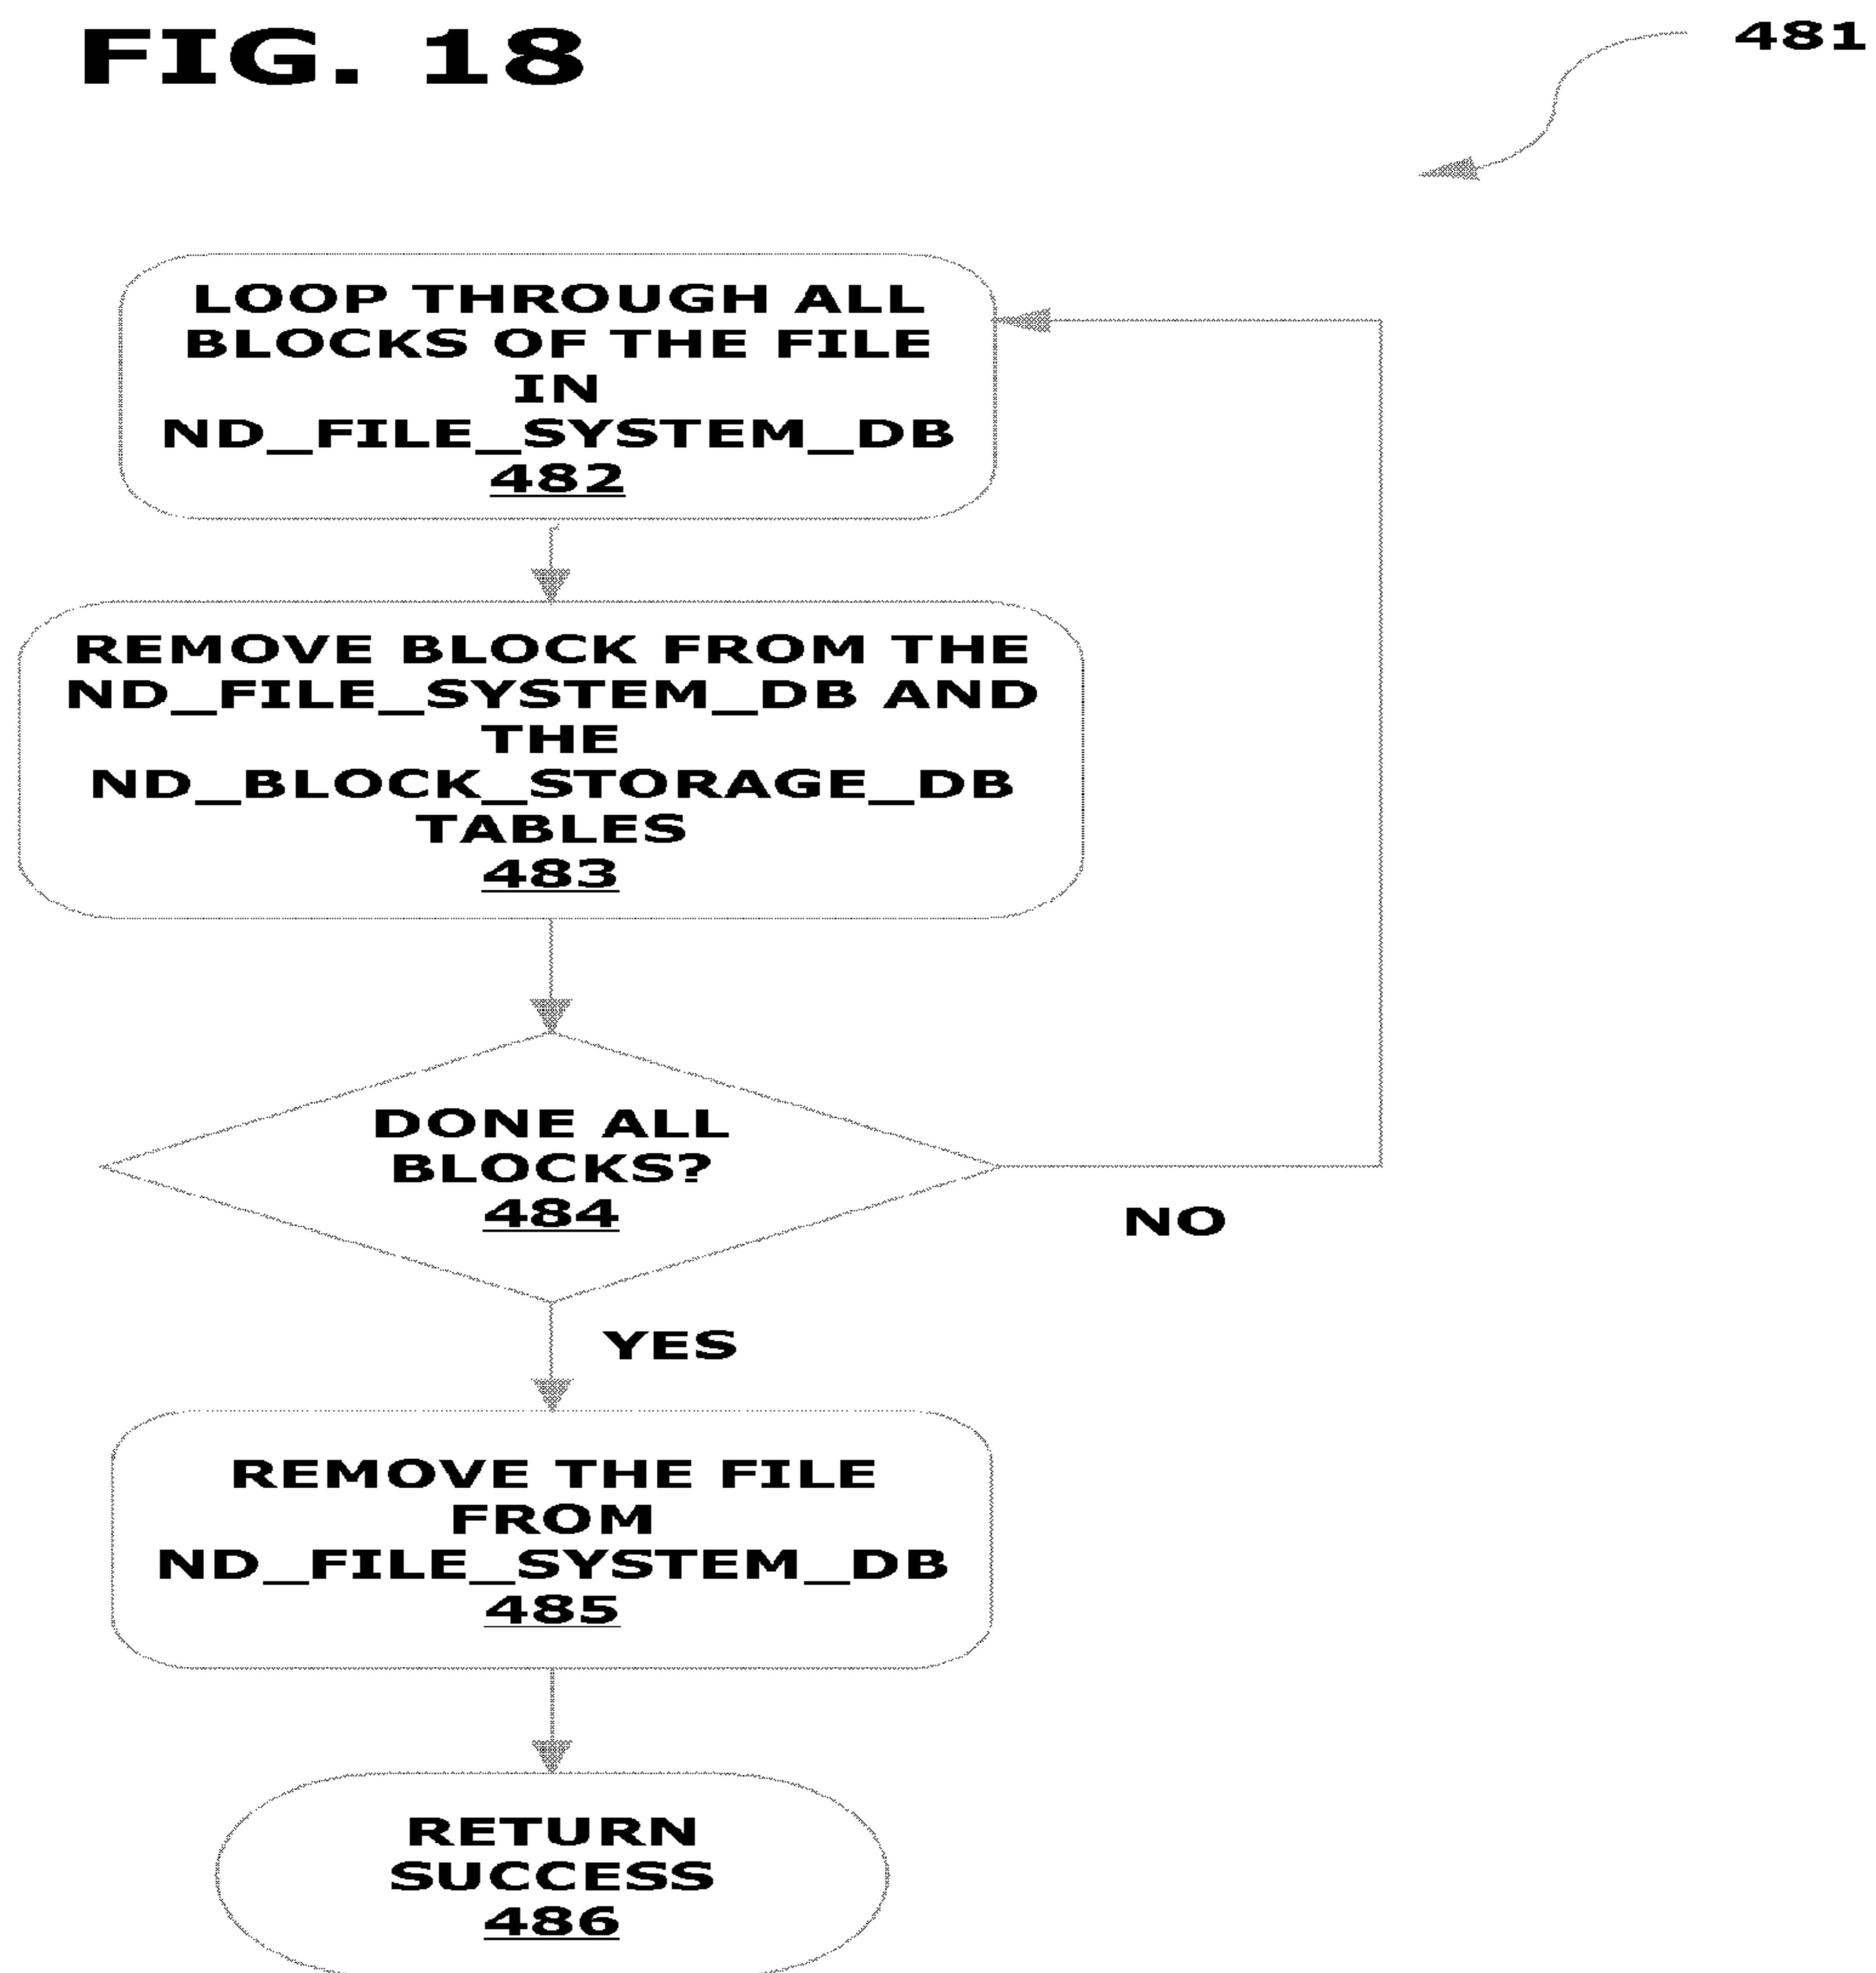 FIG. 18
481
LOOP THROUGH ALL
BLOCKS OF THE FILE
IN
ND_FILE_SYSTEM_DB
482
REMOVE BLOCK FROM THE
ND_FILE_SYSTEM_DB AND
THE
ND_BLOCK_STORAGE_DB
TABLES
483
DONE ALL
BLOCKS?
484
NO
YES
REMOVE THE FILE
FROM
ND_FILE_SYSTEM_DB
485
RETURN
SUCCESS
486